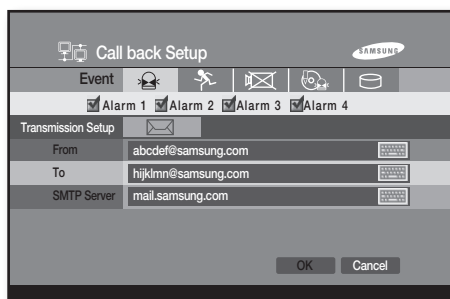 Call back Setup
SAMSUNG
Event
Alarm 1 Alarm 2 Alarm 3 Alarm 4
Transmission Setup
From abcdef@samsung.com
To hijklmn@samsung.com
SMTP Server mail.samsung.com
OK Cancel